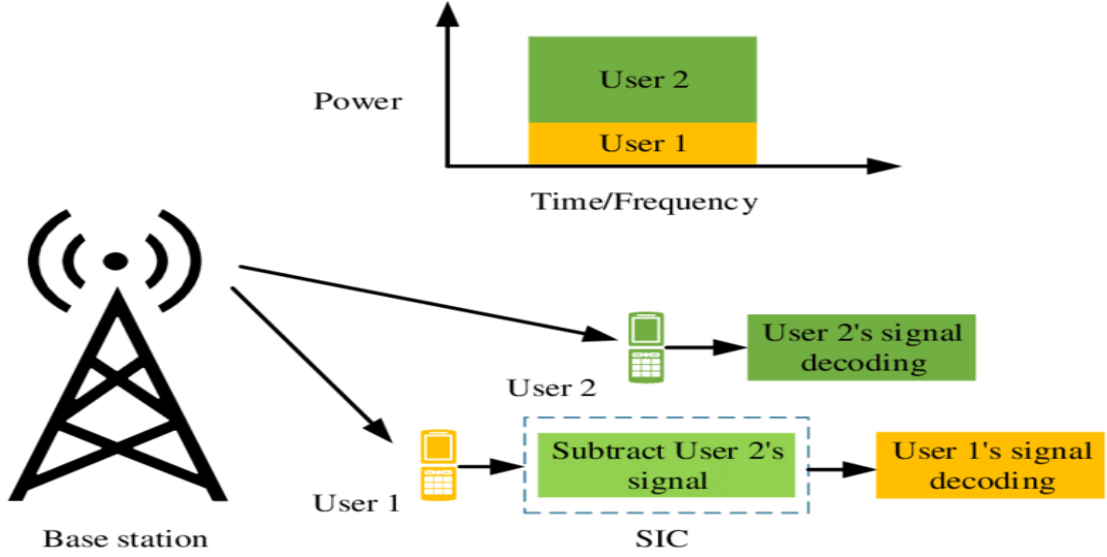 User 2
Power
User 1
Time/Frequency
User 2's signal
decoding
User 2
Subtract User 2's
signal
User 1's signal
decoding
User 1
Base station
SIC